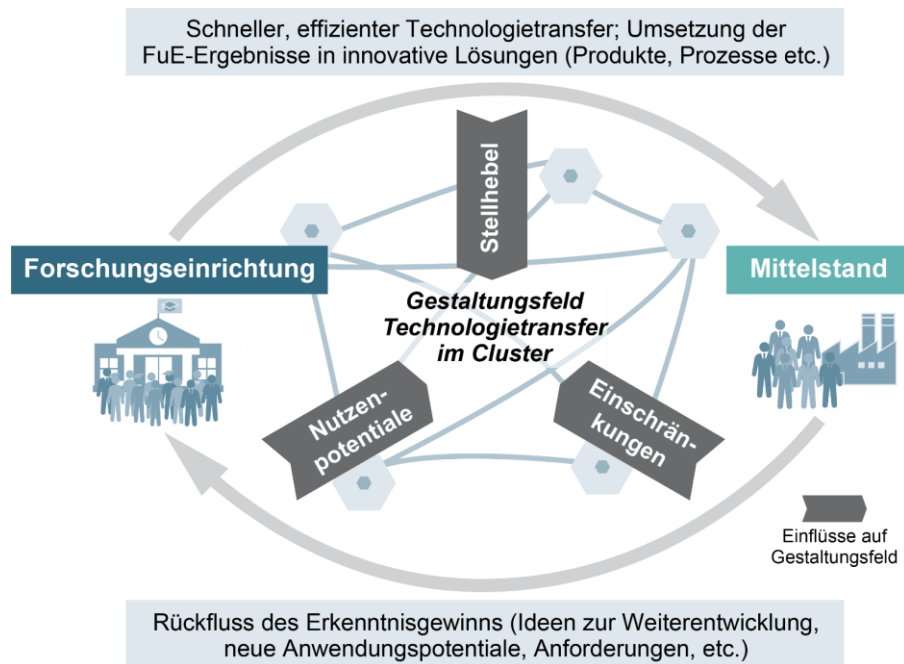 Schneller, effizienter Technologietransfer; Umsetzung der
FuE-Ergebnisse in innovative Lösungen (Produkte, Prozesse etc.)
Stellhebel
Forschungseinrichtung
Mittelstand
Gestaltungsfeld
Technologietransfer
im Cluster
Nutzen-
potentiale
Einschrän-
kungen
Einflüsse auf
Gestaltungsfeld
Rückfluss des Erkenntnisgewinns (Ideen zur Weiterentwicklung,
neue Anwendungspotentiale, Anforderungen, etc.)